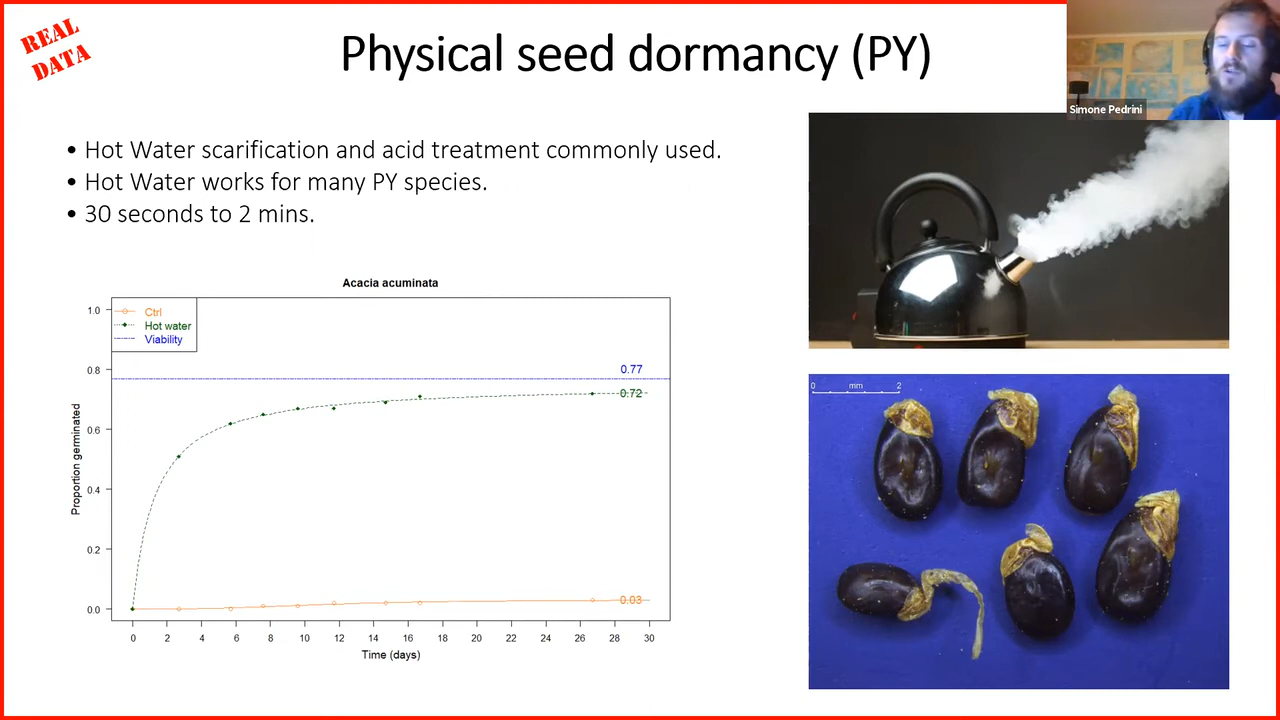 REAL
DATA
Physical seed dormancy (PY)
Simone Pedrini
• Hot Water scarification and acid treatment commonly used.
• Hot Water works for many PY species.
• 30 seconds to 2 mins.
Acacia acuminata
Ctrl
Hot water
Viability
Proportion germinated
1.0
0.8
0.6
0.4
0.2
0.0
0.77
0.72
0.03
0 2 4 6 8 10 12 14 16 18 20 22 24 26 28 30
Time (days)
0 mm 2